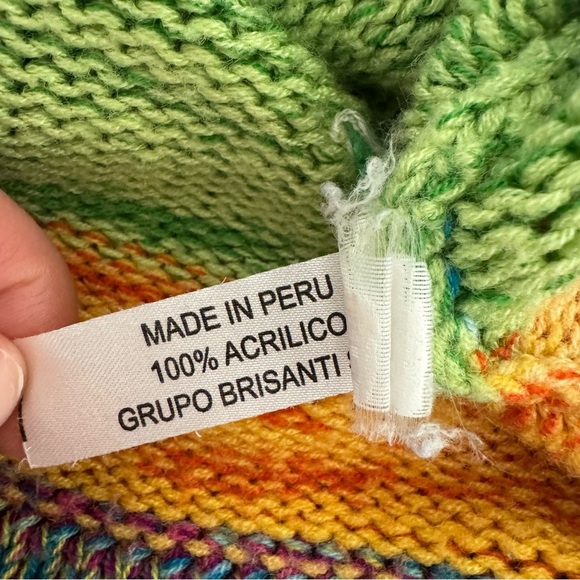 MADE IN PERU
100% ACRILICO
GRUPO BRISANTI